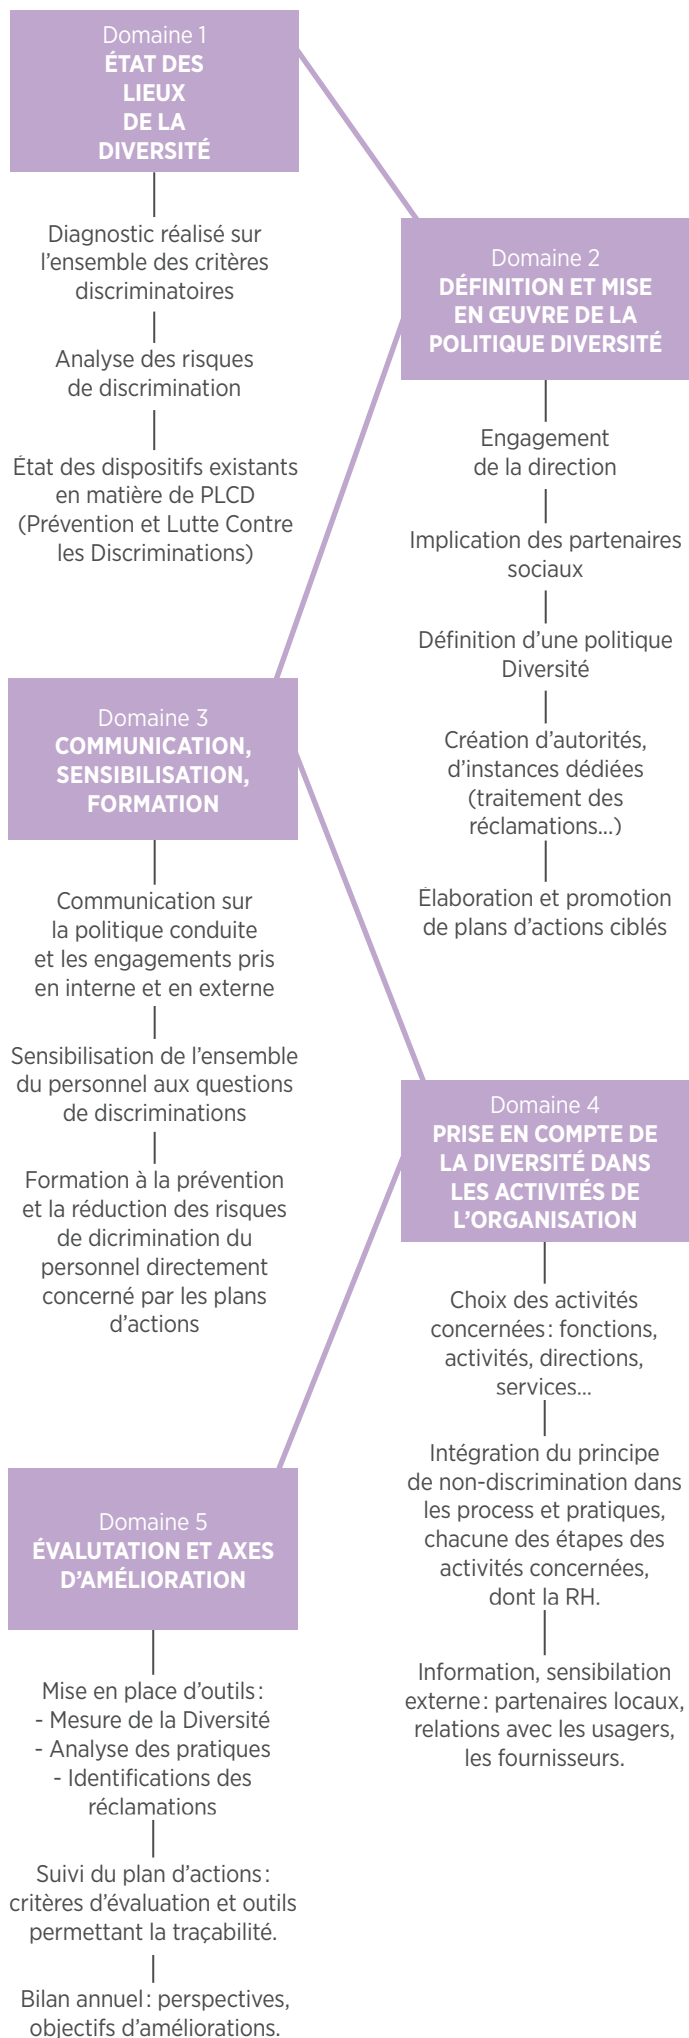 Domaine 1
ÉTAT DES
LIEUX
DE LA
DIVERSITÉ
Diagnostic réalisé sur
l’ensemble des critères
discriminatoires
Analyse des risques
de discrimination
État des dispositifs existants
en matière de PLCD
(Prévention et Lutte Contre
les Discriminations)
Domaine 2
DÉFINITION ET MISE
EN ŒUVRE DE LA
POLITIQUE DIVERSITÉ
Engagement
de la direction
Implication des partenaires
sociaux
Définition d’une politique
Diversité
Création d’autorités,
d’instances dédiées
(traitement des
réclamations...)
Élaboration et promotion
de plans d’actions ciblés
Domaine 3
COMMUNICATION,
SENSIBILISATION,
FORMATION
Communication sur
la politique conduite
et les engagements pris
en interne et en externe
Sensibilisation de l’ensemble
du personnel aux questions
de discriminations
Formation à la prévention
et la réduction des risques
de dicrimination du
personnel directement
concerné par les plans
d’actions
Domaine 4
PRISE EN COMPTE DE
LA DIVERSITÉ DANS
LES ACTIVITÉS DE
L’ORGANISATION
Choix des activités
concernées : fonctions,
activités, directions,
services...
Intégration du principe
de non-discrimination dans
les process et pratiques,
chacune des étapes des
activités concernées,
dont la RH.
Information, sensibilation
externe : partenaires locaux,
relations avec les usagers,
les fournisseurs.
Domaine 5
ÉVALUTATION ET AXES
D’AMÉLIORATION
Mise en place d’outils :
- Mesure de la Diversité
- Analyse des pratiques
- Identifications des
réclamations
Suivi du plan d’actions :
critères d’évaluation et outils
permettant la traçabilité.
Bilan annuel : perspectives,
objectifs d’améliorations.